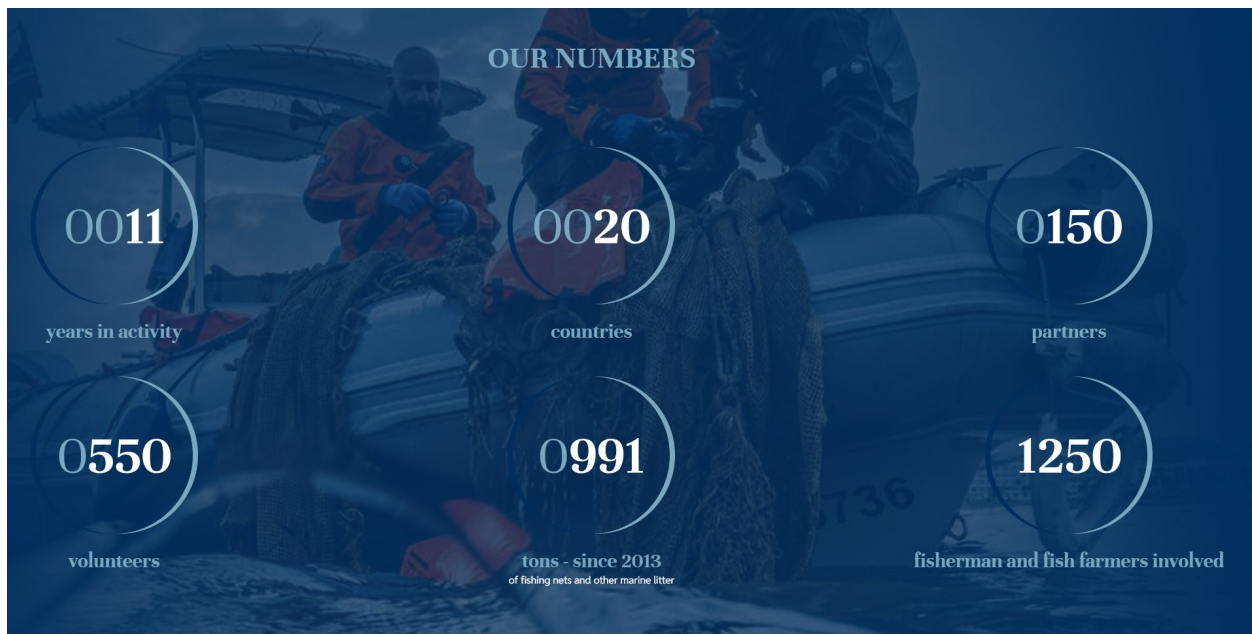 OUR NUMBERS
0011
0020
0150
years in activity
countries
partners
0550
0991
1250
volunteers
tons - since 2013
fisherman and fish farmers involved
of fishing nets and other marine litter